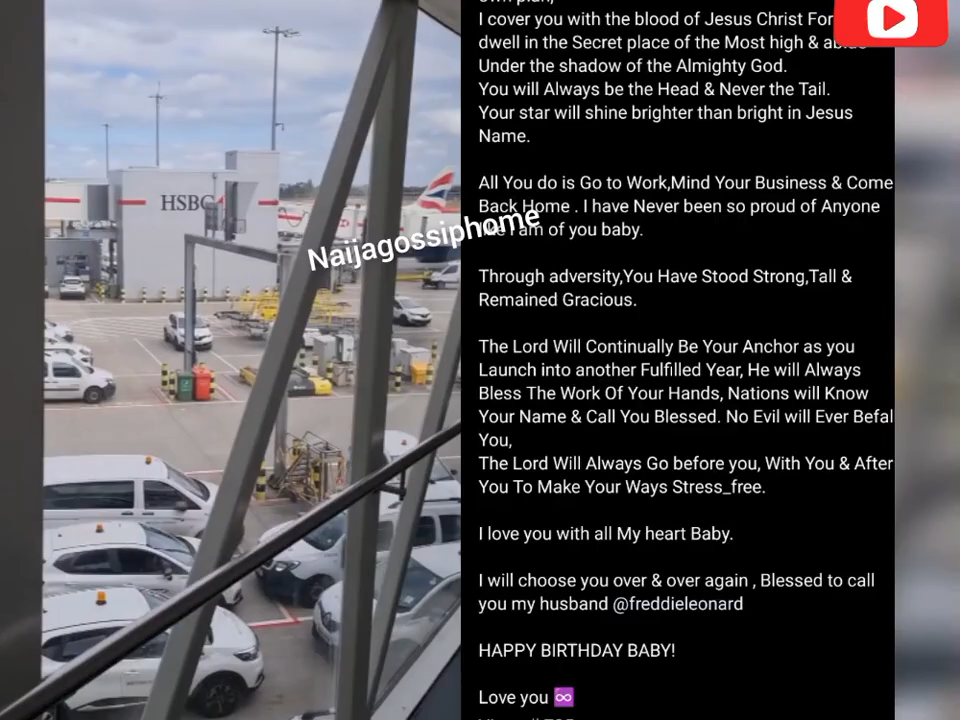 HSBC
Naijagossiphome
own plan,
I cover you with the blood of Jesus Christ For
dwell in the Secret place of the Most high & abide
Under the shadow of the Almighty God.
You will Always be the Head & Never the Tail.
Your star will shine brighter than bright in Jesus
Name.
All You do is Go to Work,Mind Your Business & Come
Back Home . I have Never been so proud of Anyone
like I am of you baby.
Through adversity,You Have Stood Strong,Tall &
Remained Gracious.
The Lord Will Continually Be Your Anchor as you
Launch into another Fulfilled Year, He will Always
Bless The Work Of Your Hands, Nations will Know
Your Name & Call You Blessed. No Evil will Ever Befal
You,
The Lord Will Always Go before you, With You & After
You To Make Your Ways Stress_free.
I love you with all My heart Baby.
I will choose you over & over again , Blessed to call
you my husband @freddieleonard
HAPPY BIRTHDAY BABY!
Love you ♾️